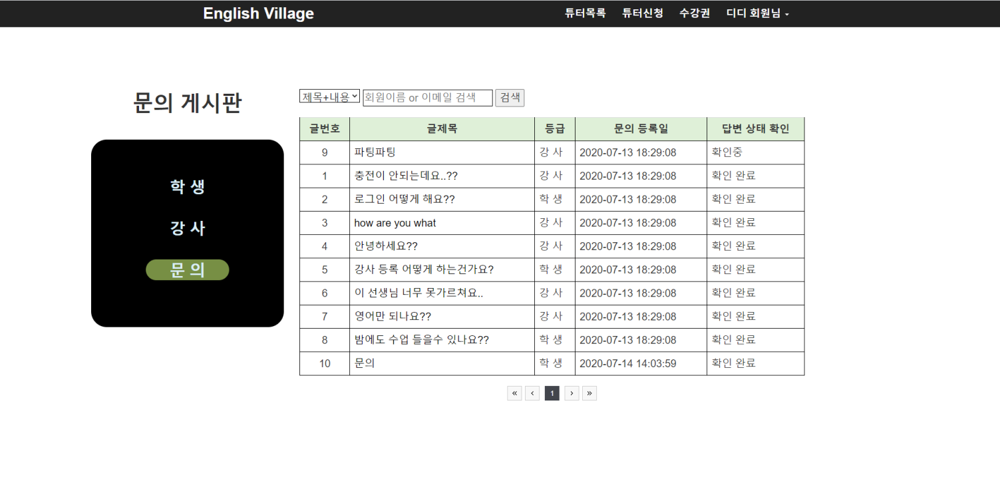 English Village 튜터목록 튜터신청 수강권 디디 회원님
문의 게시판
학 생
강 사
문 의
제목+내용 회원이름 or 이메일 검색 검색
글번호 글제목 등급 문의 등록일 답변 상태 확인
9 파팅파팅 강 사 2020-07-13 18:29:08 확인중
1 충전이 안되는데요..?? 강 사 2020-07-13 18:29:08 확인 완료
2 로그인 어떻게 해요?? 학 생 2020-07-13 18:29:08 확인 완료
3 how are you what 강 사 2020-07-13 18:29:08 확인 완료
4 안녕하세요?? 강 사 2020-07-13 18:29:08 확인 완료
5 강사 등록 어떻게 하는건가요? 학 생 2020-07-13 18:29:08 확인 완료
6 이 선생님 너무 못가르쳐요.. 강 사 2020-07-13 18:29:08 확인 완료
7 영어만 되나요?? 강 사 2020-07-13 18:29:08 확인 완료
8 밤에도 수업 들을수 있나요?? 학 생 2020-07-13 18:29:08 확인 완료
10 문의 학 생 2020-07-14 14:03:59 확인 완료
« ‹ 1 › »